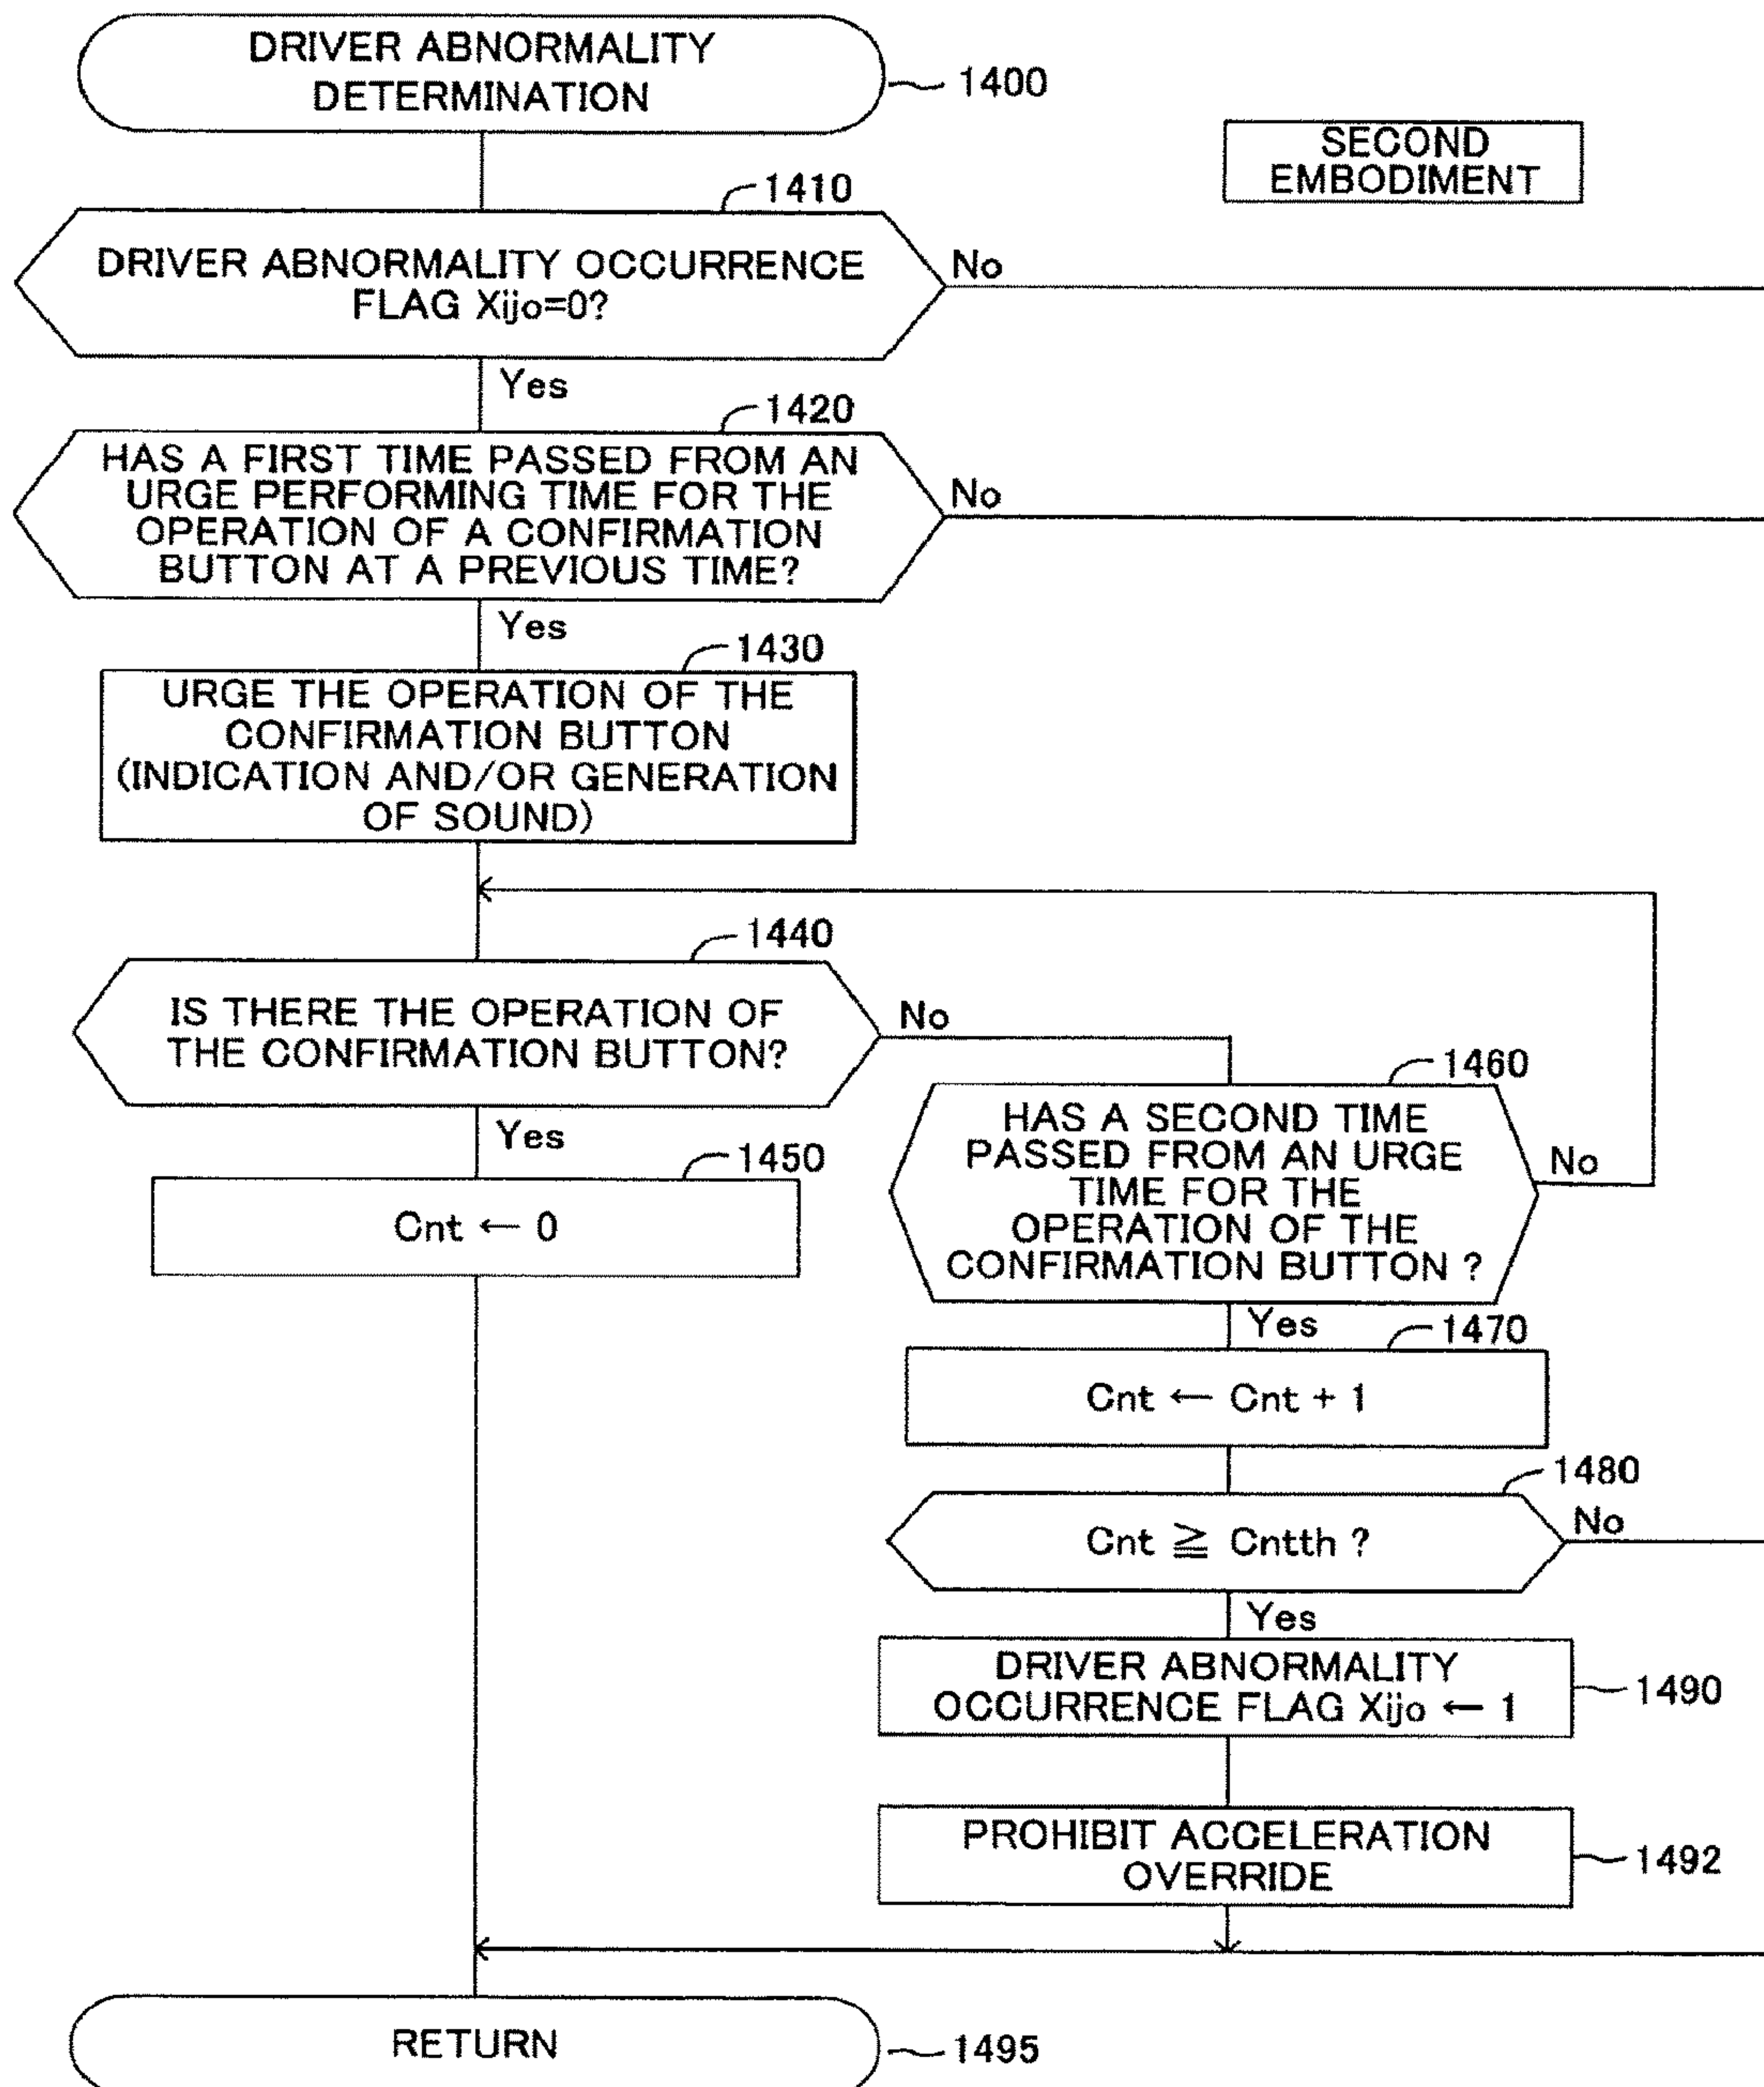 DRIVER ABNORMALITY
DETERMINATION
1400
SECOND
EMBODIMENT
1410
DRIVER ABNORMALITY OCCURRENCE
FLAG Xijo=0?
No
Yes
1420
HAS A FIRST TIME PASSED FROM AN
URGE PERFORMING TIME FOR THE
OPERATION OF A CONFIRMATION
BUTTON AT A PREVIOUS TIME?
No
Yes
1430
URGE THE OPERATION OF THE
CONFIRMATION BUTTON
(INDICATION AND/OR GENERATION
OF SOUND)
1440
IS THERE THE OPERATION OF
THE CONFIRMATION BUTTON?
No
Yes
1450
Cnt ← 0
1460
HAS A SECOND TIME
PASSED FROM AN URGE
TIME FOR THE
OPERATION OF THE
CONFIRMATION BUTTON ?
No
Yes
1470
Cnt ← Cnt + 1
1480
Cnt ≧ Cntth ?
No
Yes
DRIVER ABNORMALITY
OCCURRENCE FLAG Xijo ← 1
1490
PROHIBIT ACCELERATION
OVERRIDE
1492
RETURN
1495